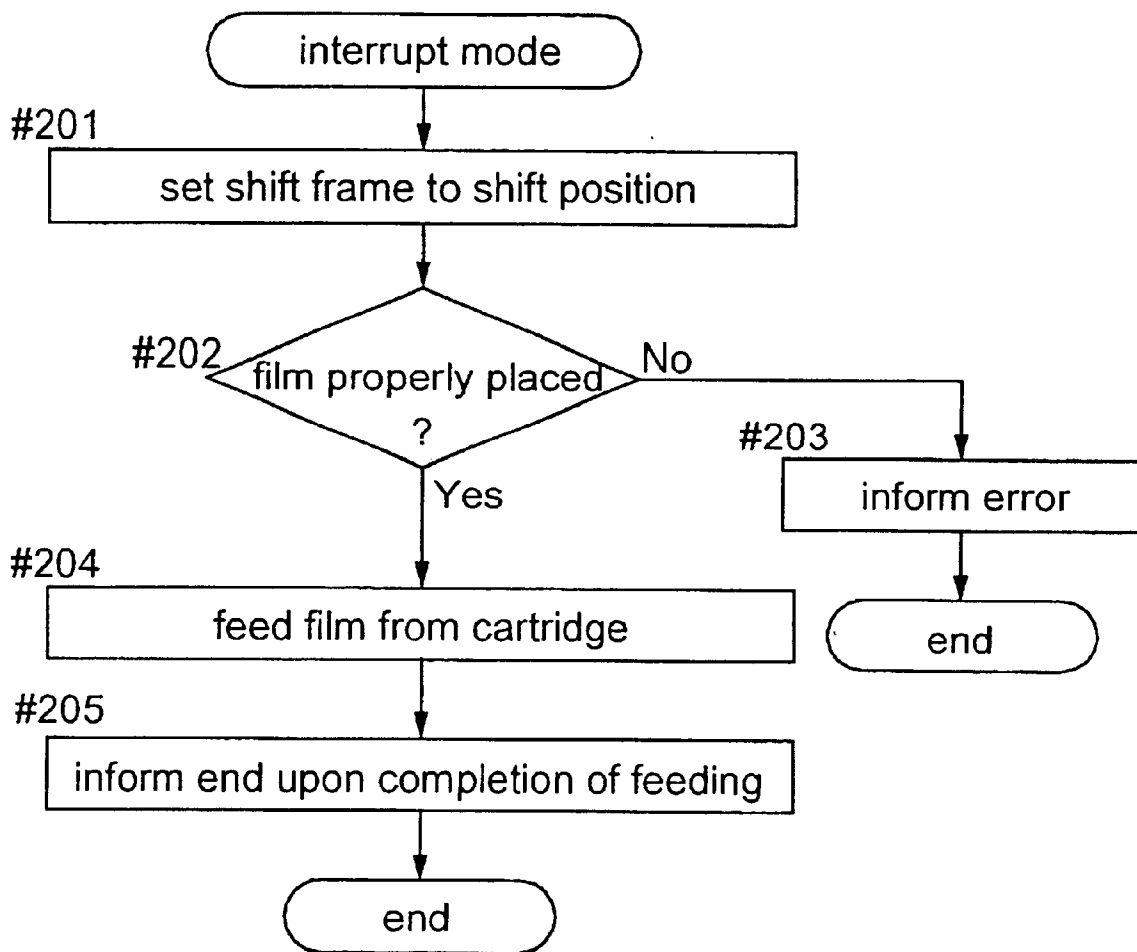 interrupt mode
#201
set shift frame to shift position
#202
film properly placed
?
No
Yes
#203
inform error
end
#204
feed film from cartridge
#205
inform end upon completion of feeding
end